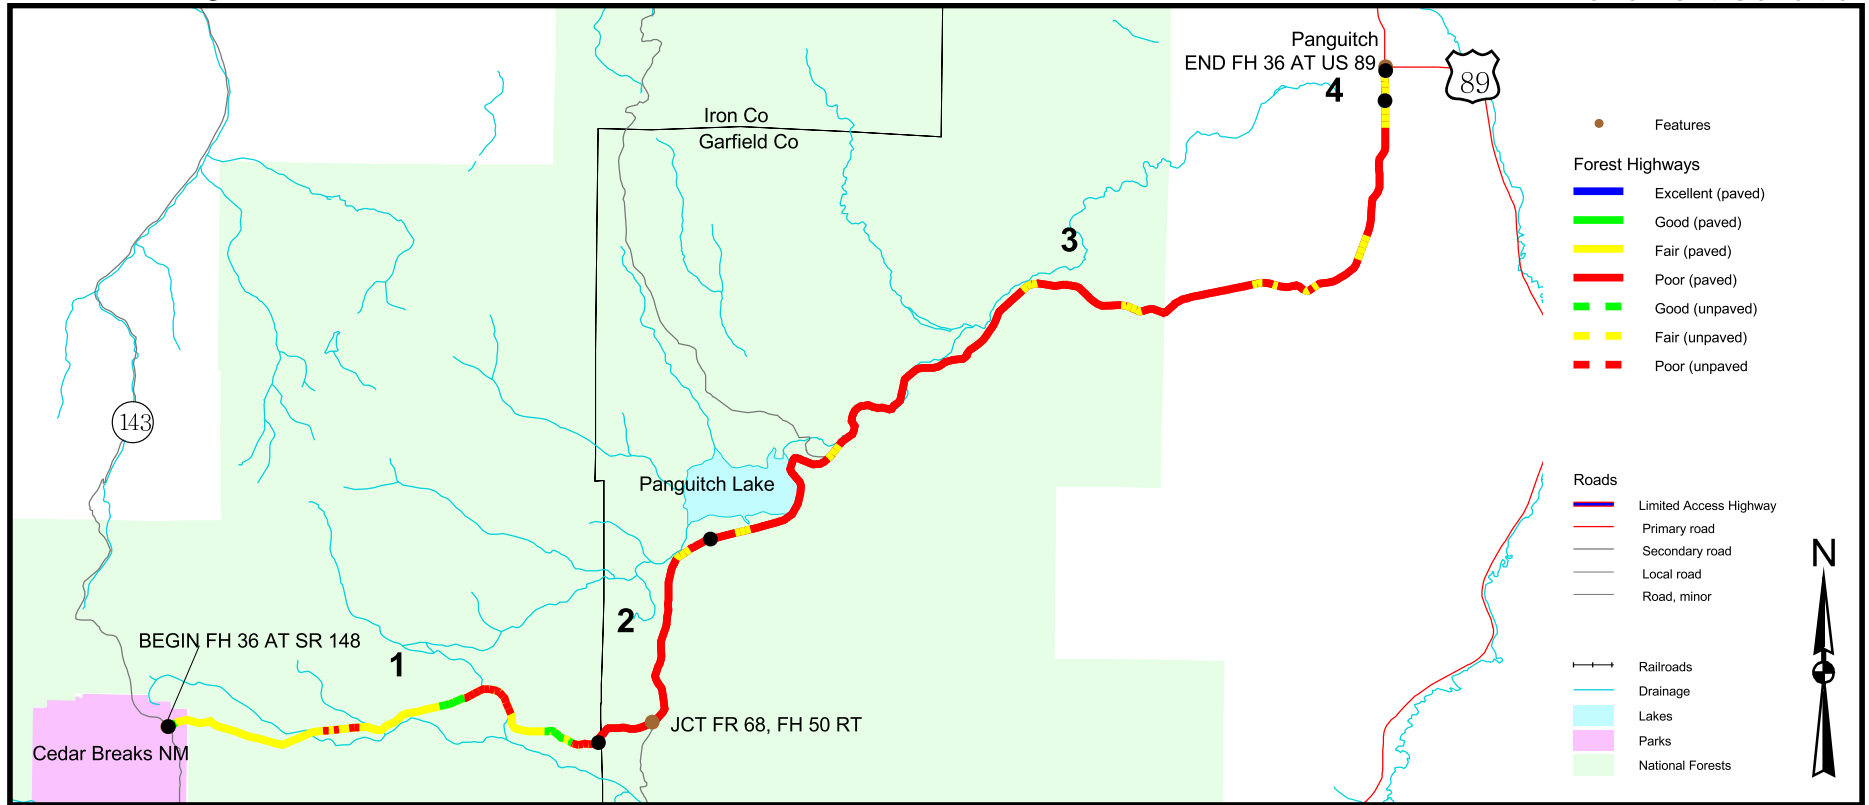 Panguitch
END FH 36 AT US 89
89
4
Iron Co
Garfield Co
3
143
Panguitch Lake
2
BEGIN FH 36 AT SR 148
1
JCT FR 68, FH 50 RT
Cedar Breaks NM
Features
Forest Highways
Excellent (paved)
Good (paved)
Fair (paved)
Poor (paved)
Good (unpaved)
Fair (unpaved)
Poor (unpaved
Roads
Limited Access Highway
Primary road
Secondary road
Local road
Road, minor
Railroads
Drainage
Lakes
Parks
National Forests
N